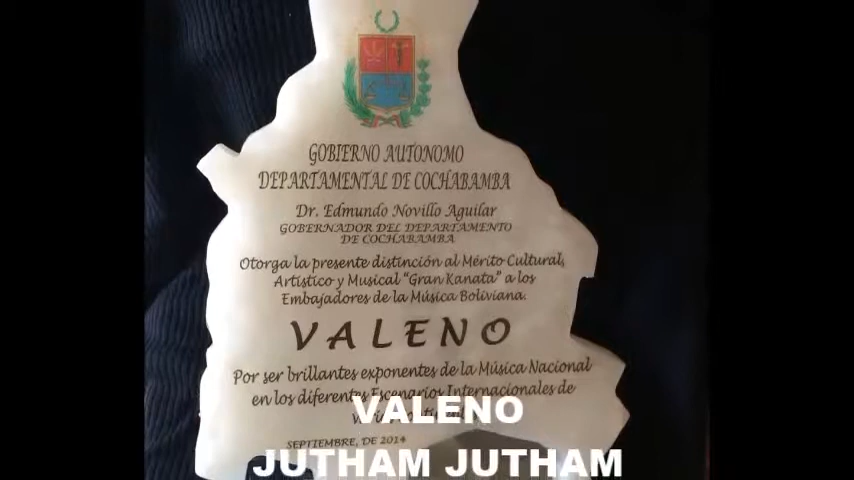 GOBIERNO AUTONOMO
DEPARTAMENTAL DE COCHABAMBA
Dr. Edmundo Novillo Aguilar
GOBERNADOR DEL DEPARTAMENTO
DE COCHABAMBA
Otorga la presente distinción al Mérito Cultural,
Artístico y Musical "Gran Kanata" a los
Embajadores de la Música Boliviana.
VALENO
Por ser brillantes exponentes de la Música Nacional
en los diferentes Escenarios Internacionales de
VALENO
SEPTIEMBRE, DE 2014
JUTHAM JUTHAM